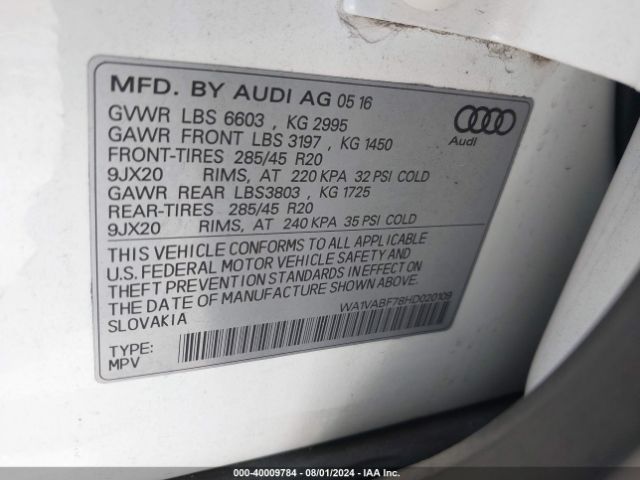 MFD. BY AUDI AG 05 16
GVWR LBS 6603 , KG 2995
GAWR FRONT LBS 3197 , KG 1450
FRONT-TIRES 285/45 R20
9JX20 RIMS, AT 220 KPA 32 PSI COLD
GAWR REAR LBS3803 , KG 1725
REAR-TIRES 285/45 R20
9JX20 RIMS, AT 240 KPA 35 PSI COLD
Audi
THIS VEHICLE CONFORMS TO ALL APPLICABLE
U.S. FEDERAL MOTOR VEHICLE SAFETY AND
THEFT PREVENTION STANDARDS IN EFFECT ON
THE DATE OF MANUFACTURE SHOWN ABOVE.
SLOVAKIA
WA1VABF78HD020109
TYPE:
MPV
000-40009784 - 08/01/2024 - IAA Inc.